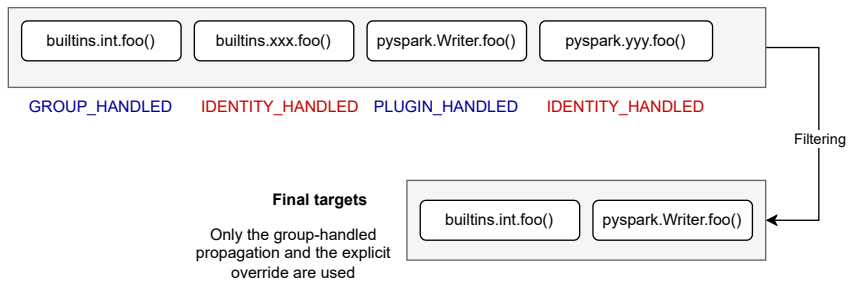 builtins.int.foo() builtins.xxx.foo() pyspark.Writer.foo() pyspark.yyy.foo()
GROUP_HANDLED IDENTITY_HANDLED PLUGIN_HANDLED IDENTITY_HANDLED
Filtering
Final targets
Only the group-handled
propagation and the explicit
override are used
builtins.int.foo() pyspark.Writer.foo()